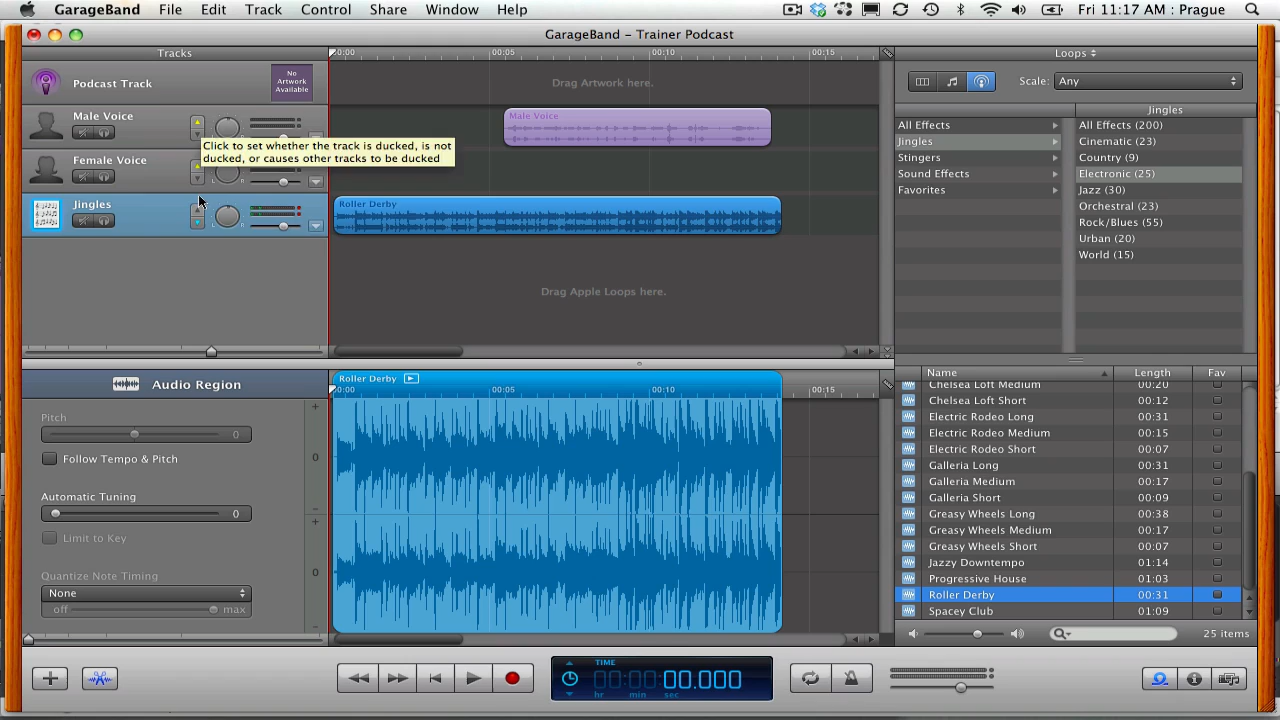 GarageBand File Edit Track Control Share Window Help Fri 11:17 AM : Prague
GarageBand – Trainer Podcast
Tracks
:0:00 00:05 00:10 00:15
Loops
Podcast Track
No
Artwork
Available
Drag Artwork here.
Male Voice
Male Voice
Click to set whether the track is ducked, is not
ducked, or causes other tracks to be ducked
Female Voice
L R
Jingles
L R
Roller Derby
Drag Apple Loops here.
Scale: Any
Jingles
All Effects
Jingles
Stingers
Sound Effects
Favorites
All Effects (200)
Cinematic (23)
Country (9)
Electronic (25)
Jazz (30)
Orchestral (23)
Rock/Blues (55)
Urban (20)
World (15)
Audio Region
Pitch
0
Follow Tempo & Pitch
Automatic Tuning
0
Limit to Key
Quantize Note Timing
None
off max
Roller Derby
:0:00 00:05 00:10 00:15
+
0
–
+
0
–
Name Length Fav
Chelsea Loft Medium 00:20
Chelsea Loft Short 00:12
Electric Rodeo Long 00:31
Electric Rodeo Medium 00:15
Electric Rodeo Short 00:07
Galleria Long 00:31
Galleria Medium 00:17
Galleria Short 00:09
Greasy Wheels Long 00:38
Greasy Wheels Medium 00:17
Greasy Wheels Short 00:07
Jazzy Downtempo 01:14
Progressive House 01:03
Roller Derby 00:31
Spacey Club 01:09
25 items
TIME
00:00:00.000
hr min sec